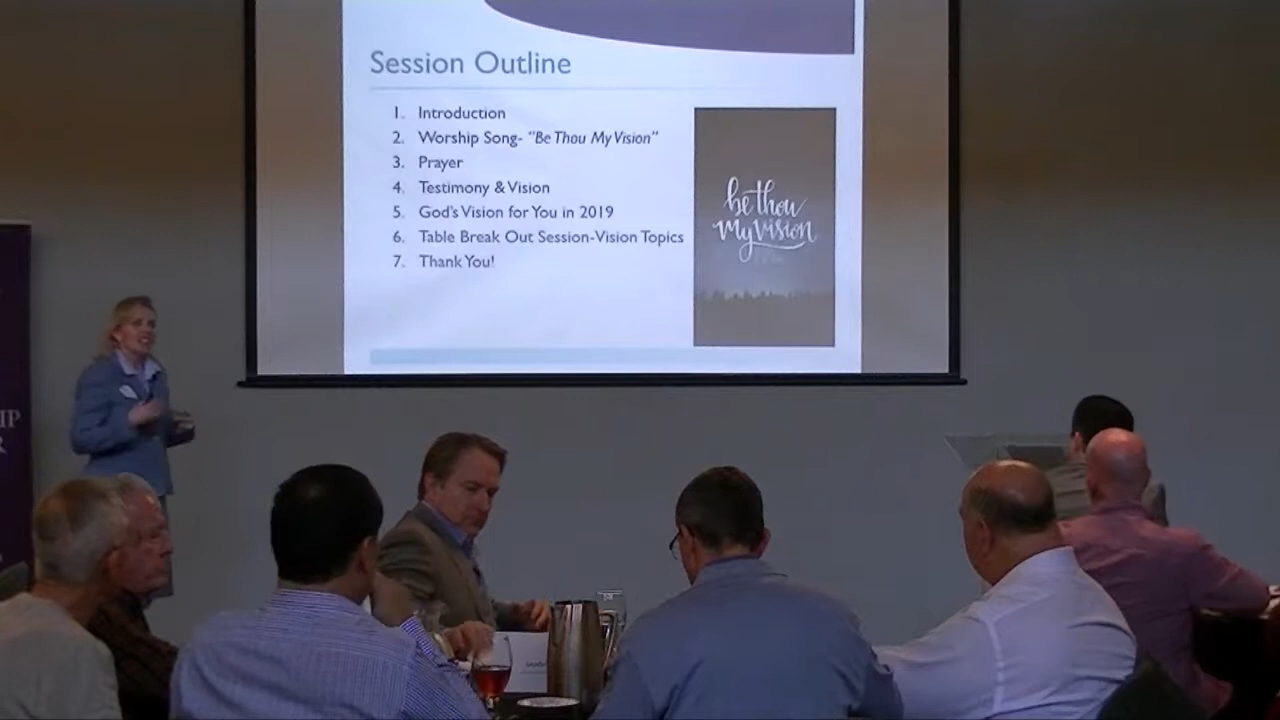 Session Outline
1. Introduction
2. Worship Song- "Be Thou My Vision"
3. Prayer
4. Testimony & Vision
5. God's Vision for You in 2019
6. Table Break Out Session-Vision Topics
7. Thank You!
be thou
my vision
IP
R